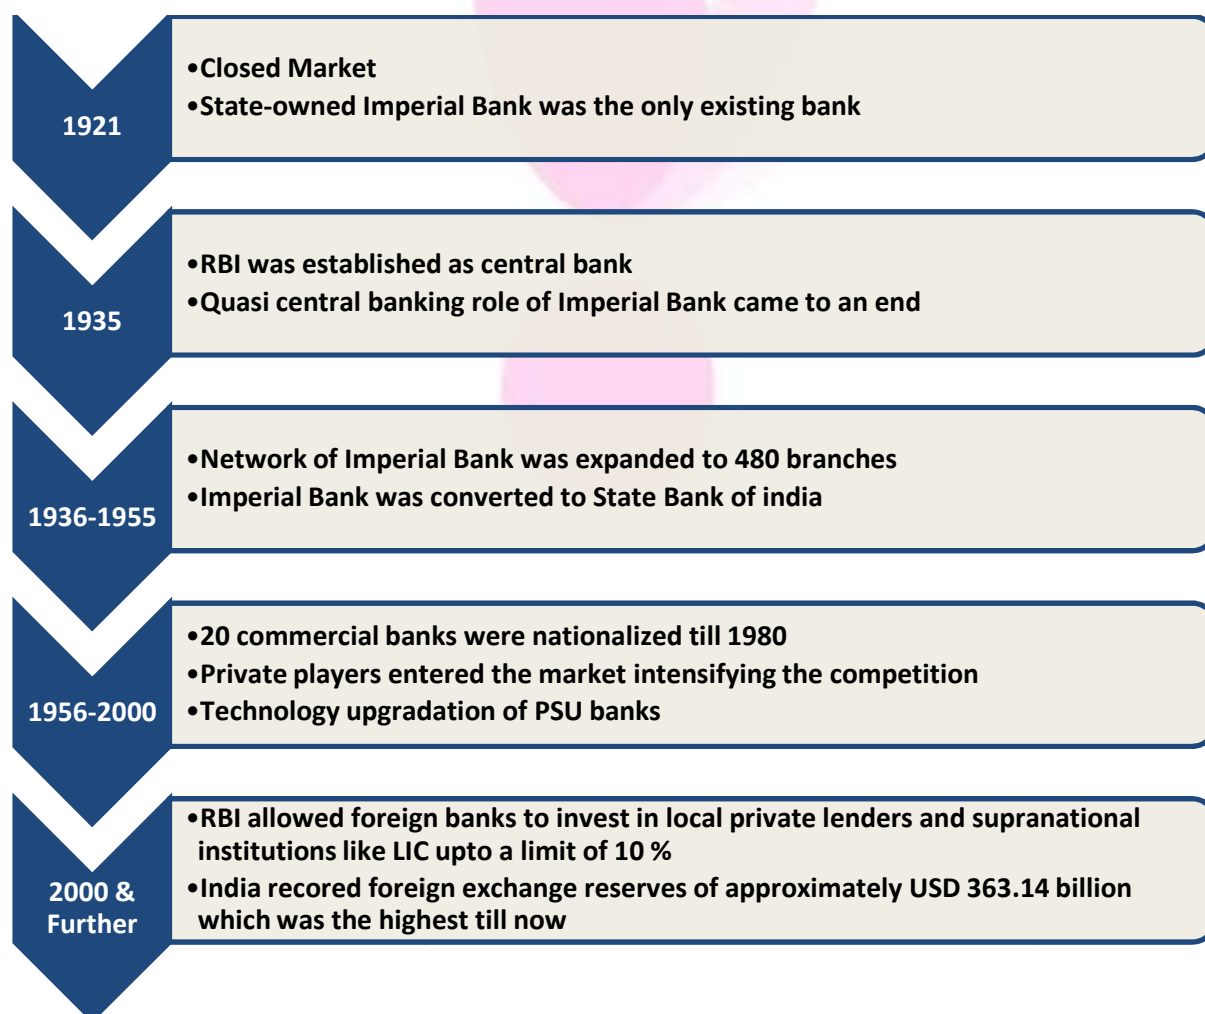 1921
•Closed Market
•State-owned Imperial Bank was the only existing bank
1935
•RBI was established as central bank
•Quasi central banking role of Imperial Bank came to an end
1936-1955
•Network of Imperial Bank was expanded to 480 branches
•Imperial Bank was converted to State Bank of india
1956-2000
•20 commercial banks were nationalized till 1980
•Private players entered the market intensifying the competition
•Technology upgradation of PSU banks
2000 &
Further
•RBI allowed foreign banks to invest in local private lenders and supranational
institutions like LIC upto a limit of 10 %
•India recored foreign exchange reserves of approximately USD 363.14 billion
which was the highest till now